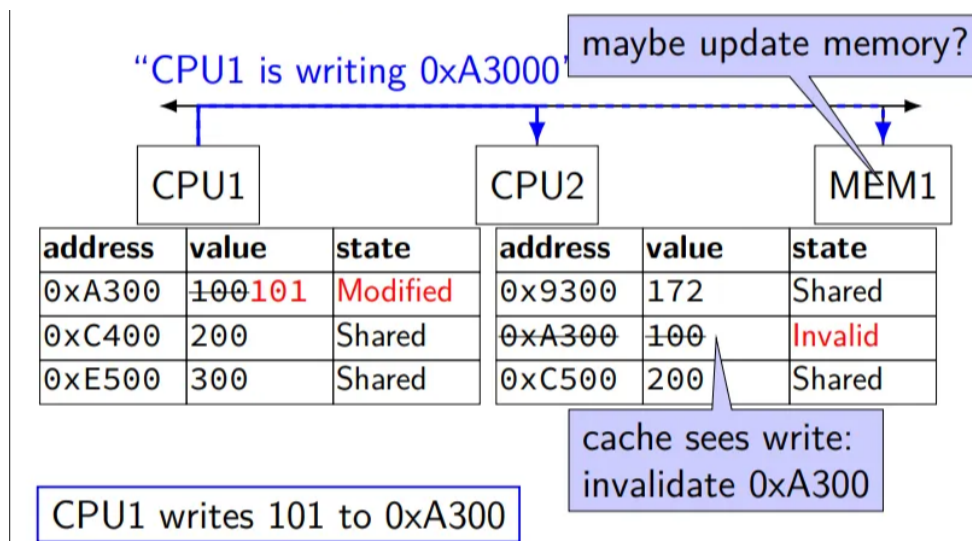 maybe update memory?
“CPU1 is writing 0xA3000”
CPU1 CPU2 MEM1
address value state address value state
0xA300 100101 Modified 0x9300 172 Shared
0xC400 200 Shared 0xA300 100 Invalid
0xE500 300 Shared 0xC500 200 Shared
cache sees write:
invalidate 0xA300
CPU1 writes 101 to 0xA300